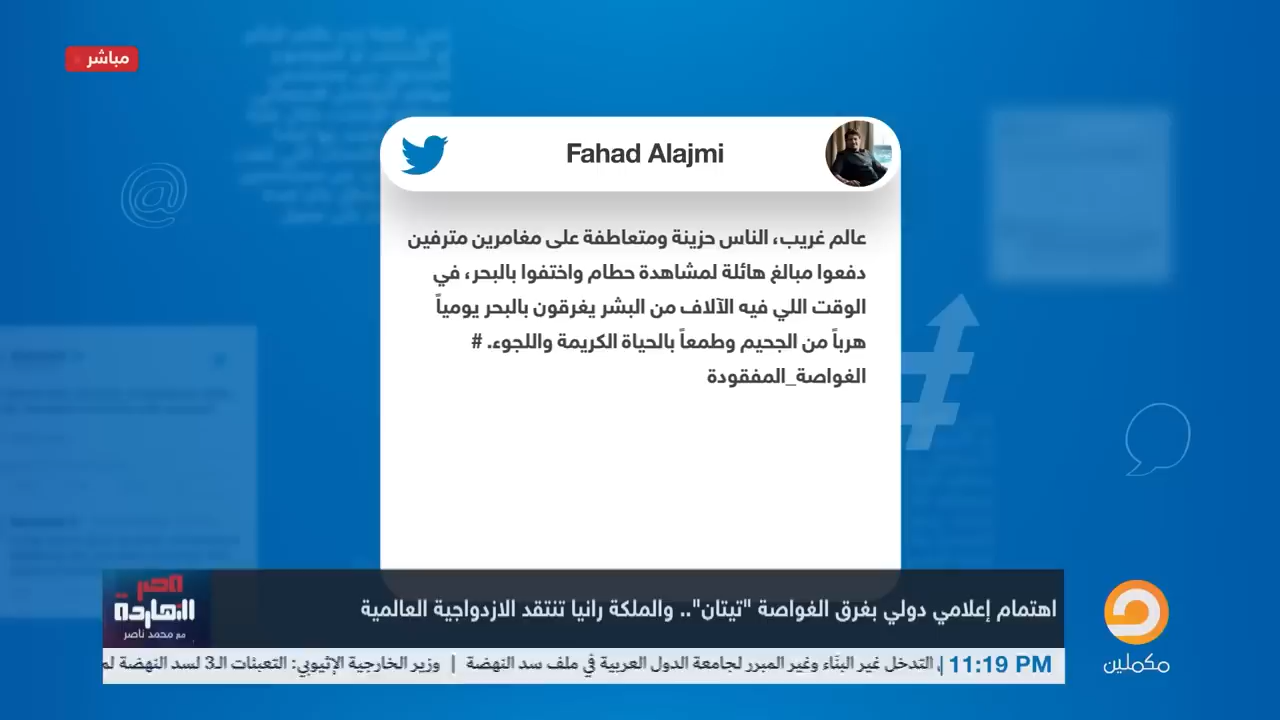 مباشر
Fahad Alajmi
عالم غريب، الناس حزينة ومتعاطفة على مغامرين مترفين
دفعوا مبالغ هائلة لمشاهدة حطام واختفوا بالبحر، في
الوقت اللي فيه الآلاف من البشر يغرقون بالبحر يومياً
هرباً من الجحيم وطمعاً بالحياة الكريمة واللجوء. #
الغواصة_المفقودة
اهتمام إعلامي دولي بغرق الغواصة "تيتان".. والملكة رانيا تنتقد الازدواجية العالمية
مصر
النهاردة
مع محمد ناصر
11:19 PM
التدخل غير البنّاء وغير المبرر لجامعة الدول العربية في ملف سد النهضة | وزير الخارجية الإثيوبي: التعبئات الـ3 لسد النهضة
مكملين